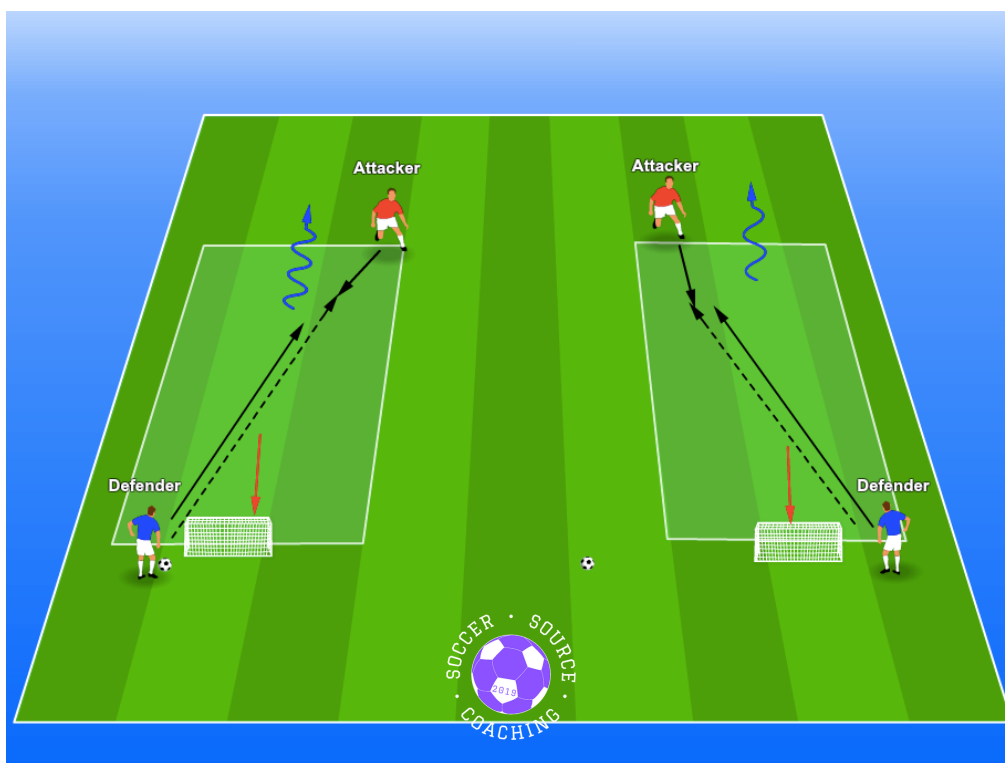 Attacker
Attacker
Defender
Defender
SOCCER · SOURCE
2019
· COACHING ·